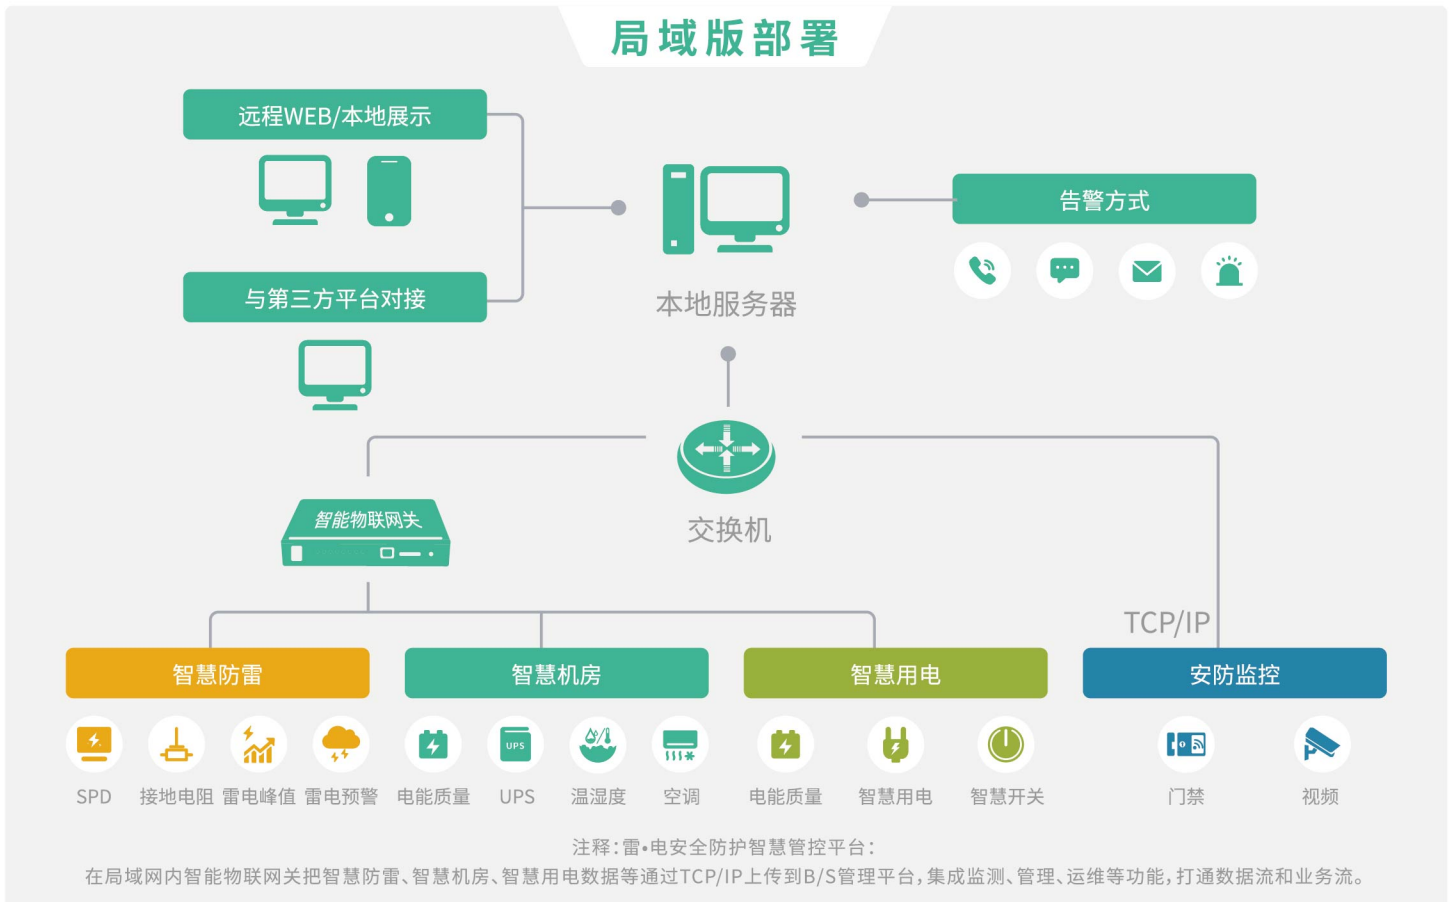 局域版部署
远程WEB/本地展示
告警方式
与第三方平台对接
本地服务器
智能物联网关
交换机
TCP/IP
智慧防雷
智慧机房
智慧用电
安防监控
UPS
SPD
接地电阻
雷电峰值
雷电预警
电能质量
UPS
温湿度
空调
电能质量
智慧用电
智慧开关
门禁
视频
注释:雷•电安全防护智慧管控平台:
在局域网内智能物联网关把智慧防雷、智慧机房、智慧用电数据等通过TCP/IP上传到B/S管理平台,集成监测、管理、运维等功能,打通数据流和业务流。